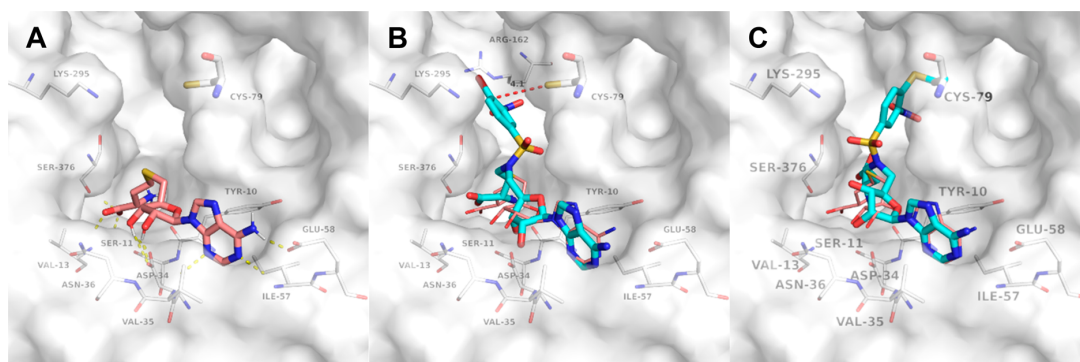 A
LYS-295
CYS-79
SER-376
TYR-10
SER-11
GLU-58
VAL-13
ASP-34
ASN-36
ILE-57
VAL-35
B
ARG-162
LYS-295
4.1
CYS-79
SER-376
TYR-10
SER-11
GLU-58
VAL-13
ASP-34
ASN-36
ILE-57
VAL-35
C
LYS-295
CYS-79
SER-376
TYR-10
GLU-58
SER-11
VAL-13
ASP-34
ASN-36
ILE-57
VAL-35